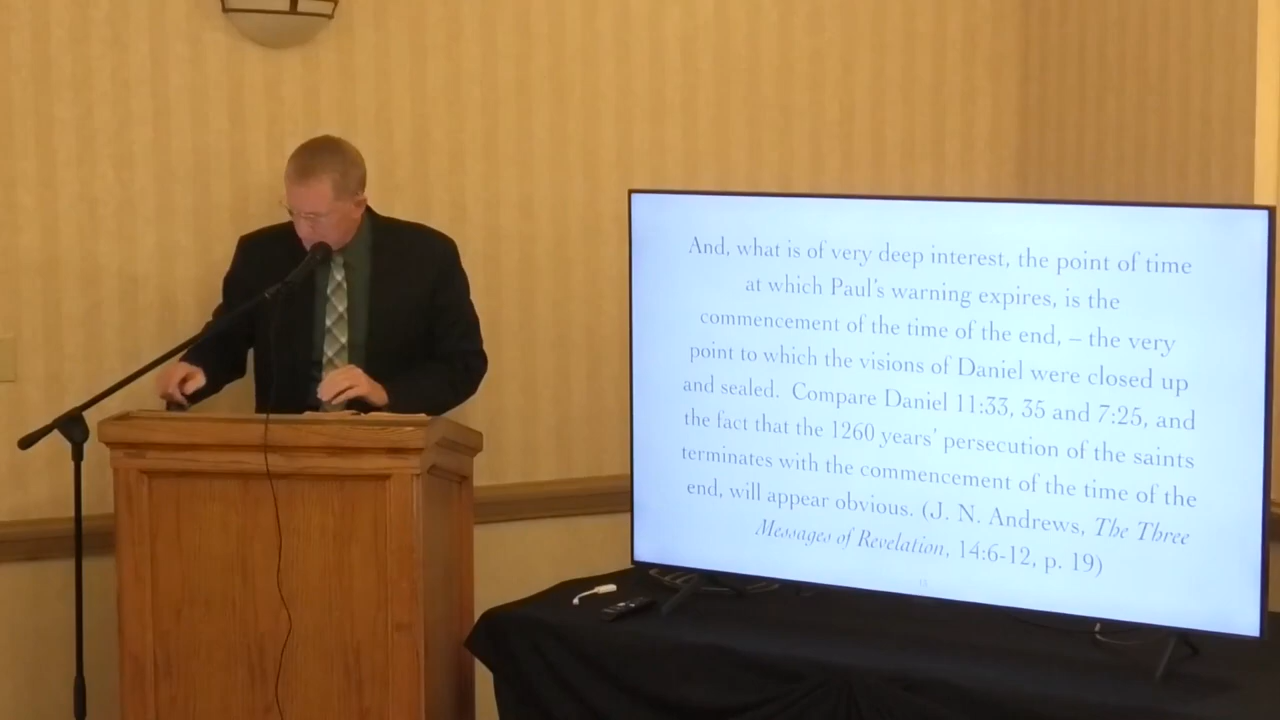 And, what is of very deep interest, the point of time
at which Paul's warning expires, is the
commencement of the time of the end, – the very
point to which the visions of Daniel were closed up
and sealed. Compare Daniel 11:33, 35 and 7:25, and
the fact that the 1260 years' persecution of the saints
terminates with the commencement of the time of the
end, will appear obvious. (J. N. Andrews, The Three
Messages of Revelation, 14:6-12, p. 19)